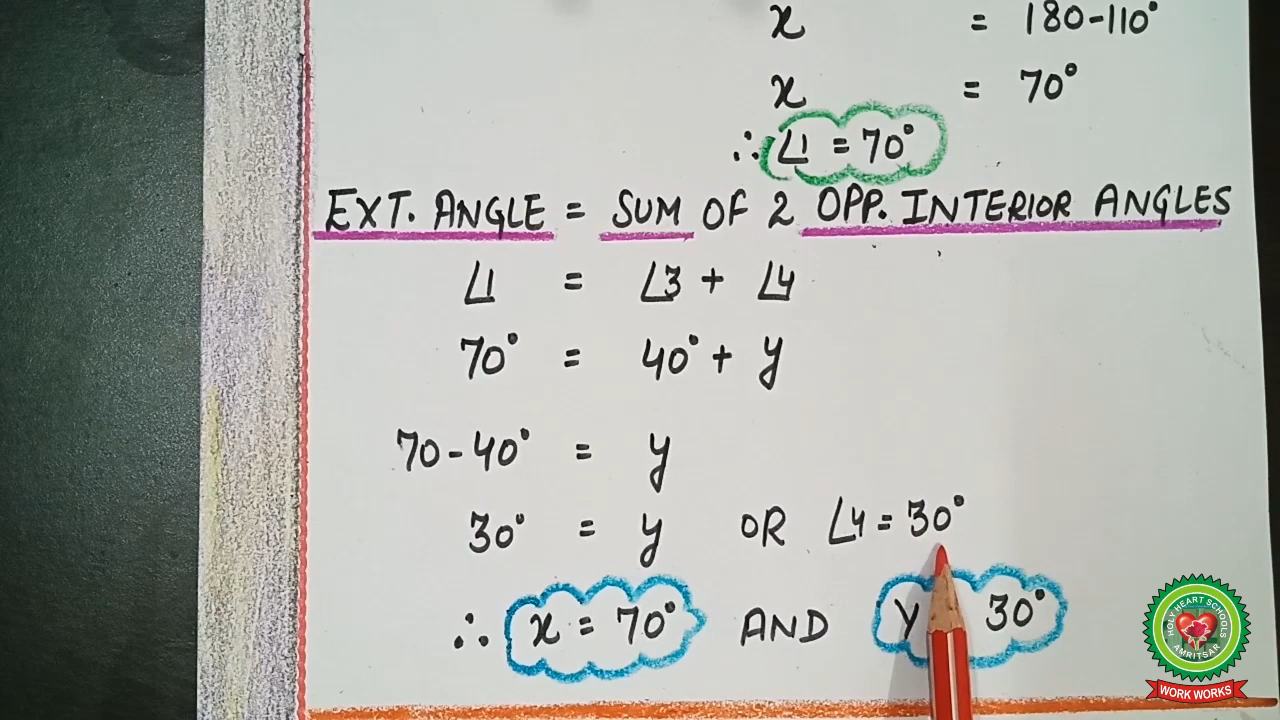 x = 180-110°
x = 70°
∴ ∠1 = 70°
EXT. ANGLE = SUM OF 2 OPP. INTERIOR ANGLES
∠1 = ∠3 + ∠4
70° = 40° + y
70-40° = y
30° = y OR ∠4 = 30°
∴ x = 70° AND Y 30°
HOLY HEART SCHOOLS
AMRITSAR
WORK WORKS